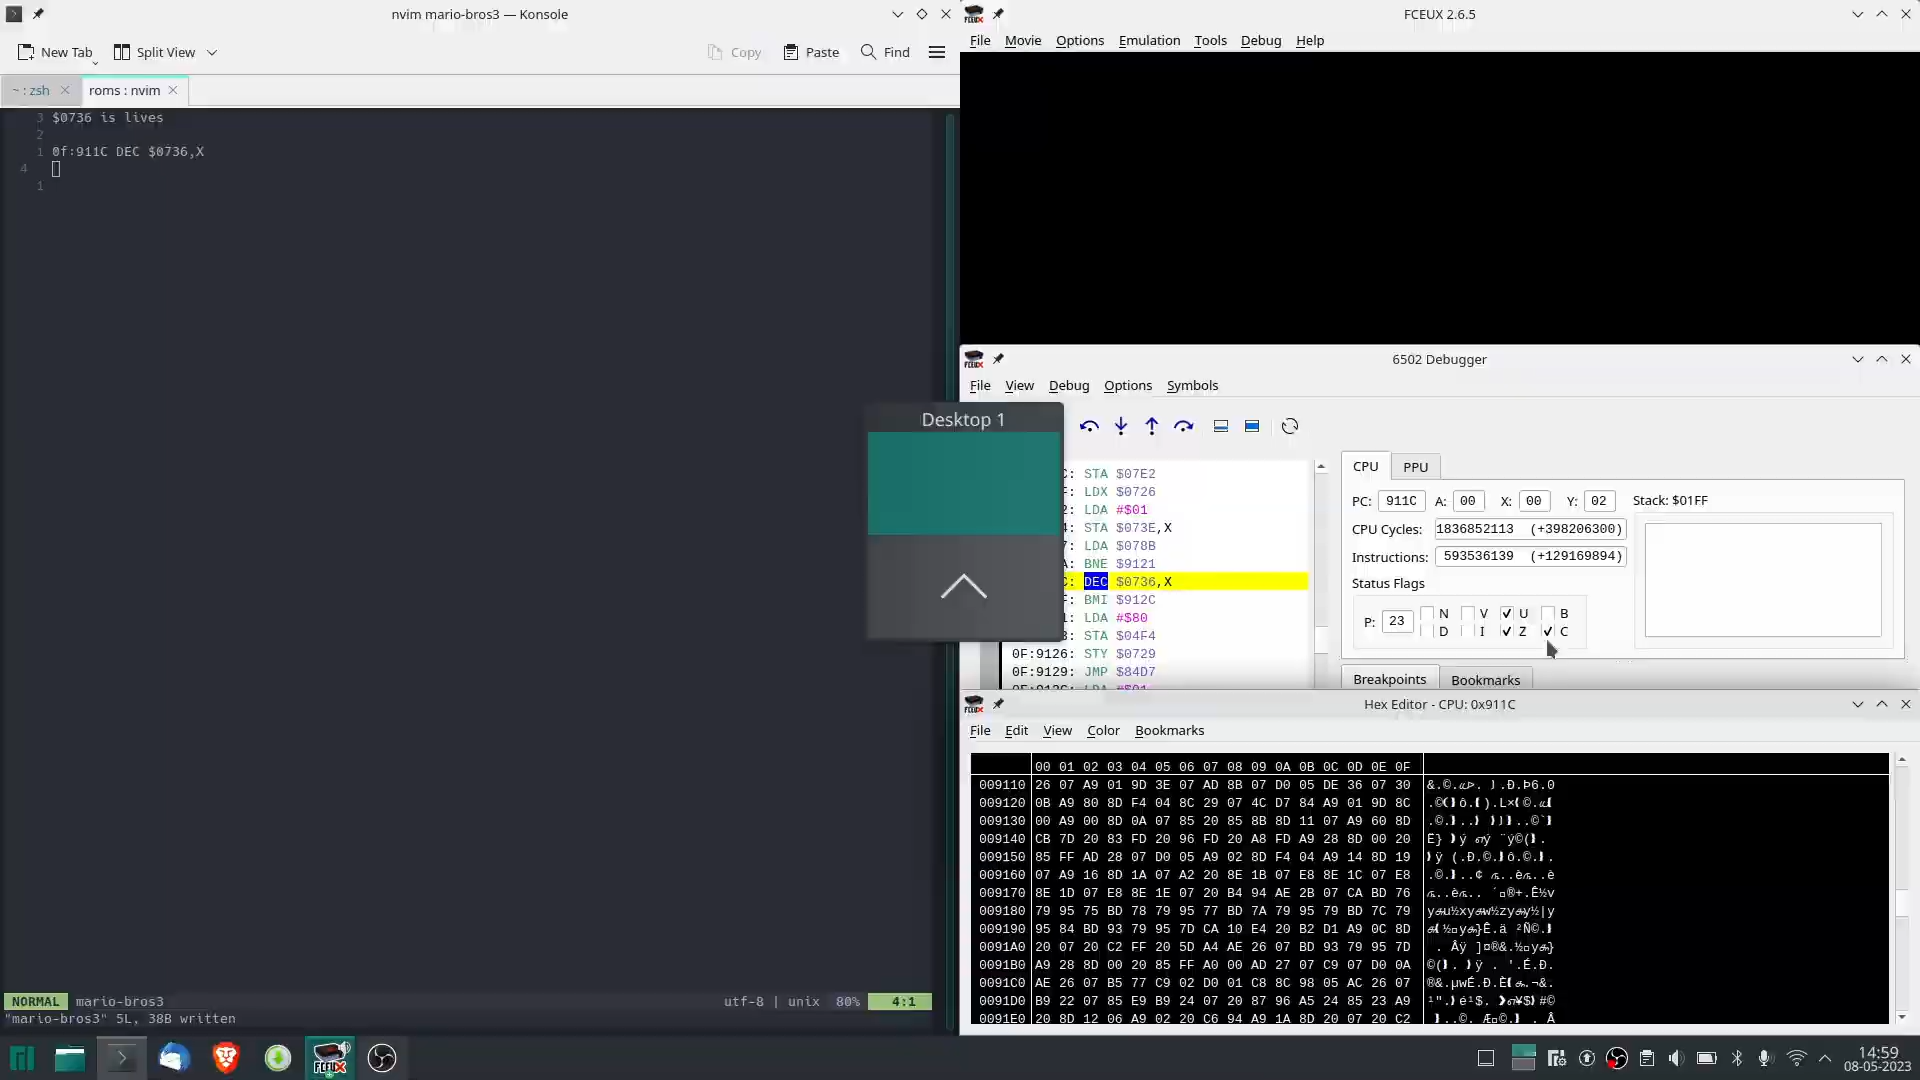 nvim mario-bros3 — Konsole
New Tab
Split View
Copy
Paste
Find
~ : zsh
roms : nvim
3 $0736 is lives
2
1 0f:911C DEC $0736,X
4
1
NORMAL mario-bros3 utf-8 | unix 80% 4:1
"mario-bros3" 5L, 38B written
FCEUX 2.6.5
File Movie Options Emulation Tools Debug Help
6502 Debugger
File View Debug Options Symbols
Desktop 1
C: STA $07E2
F: LDX $0726
2: LDA #$01
4: STA $073E,X
7: LDA $078B
A: BNE $9121
C: DEC $0736,X
F: BMI $912C
1: LDA #$80
3: STA $04F4
0F:9126: STY $0729
0F:9129: JMP $84D7
0F:912C: LDA #$01
CPU PPU
PC: 911C A: 00 X: 00 Y: 02 Stack: $01FF
CPU Cycles: 1836852113 (+398206300)
Instructions: 593536139 (+129169894)
Status Flags
P: 23 N V U B
D I Z C
Breakpoints Bookmarks
Hex Editor - CPU: 0x911C
File Edit View Color Bookmarks
00 01 02 03 04 05 06 07 08 09 0A 0B 0C 0D 0E 0F
009110 26 07 A9 01 9D 3E 07 AD 8B 07 D0 05 DE 36 07 30
009120 0B A9 80 8D F4 04 8C 29 07 4C D7 84 A9 01 9D 8C
009130 00 A9 00 8D 0A 07 85 20 85 8B 8D 11 07 A9 60 8D
009140 CB 7D 20 83 FD 20 96 FD 20 A8 FD A9 28 8D 00 20
009150 85 FF AD 28 07 D0 05 A9 02 8D F4 04 A9 14 8D 19
009160 07 A9 16 8D 1A 07 A2 20 8E 1B 07 E8 8E 1C 07 E8
009170 8E 1D 07 E8 8E 1E 07 20 B4 94 AE 2B 07 CA BD 76
009180 79 95 75 BD 78 79 95 77 BD 7A 79 95 79 BD 7C 79
009190 95 84 BD 93 79 95 7D CA 10 E4 20 B2 D1 A9 0C 8D
0091A0 20 07 20 C2 FF 20 5D A4 AE 26 07 BD 93 79 95 7D
0091B0 A9 28 8D 00 20 85 FF A0 00 AD 27 07 C9 07 D0 0A
0091C0 AE 26 07 B5 77 C9 02 D0 01 C8 8C 98 05 AC 26 07
0091D0 B9 22 07 85 E9 B9 24 07 20 87 96 A5 24 85 23 A9
0091E0 20 8D 12 06 A9 02 20 C6 94 A9 1A 8D 20 07 20 C2
14:59
08-05-2023